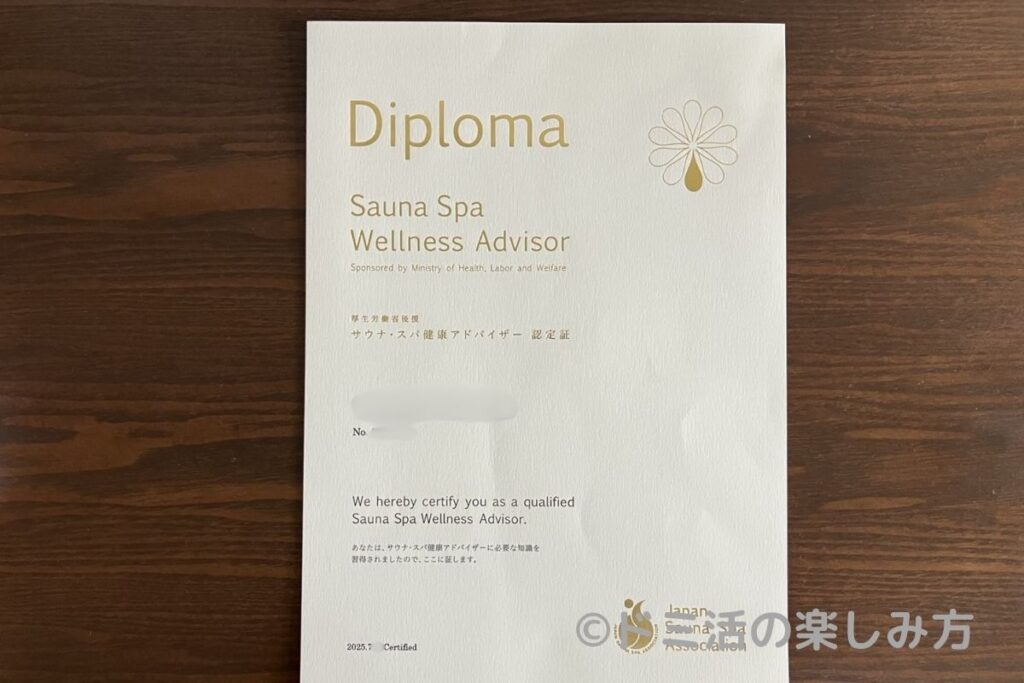 Diploma
Sauna Spa
Wellness Advisor
Sponsored by Ministry of Health, Labor and Welfare
厚生労働省後援
サウナ・スパ健康アドバイザー 認定証
No
We hereby certify you as a qualified
Sauna Spa Wellness Advisor.
あなたは、サウナ・スパ健康アドバイザーに必要な知識を
習得されましたので、ここに証します。
Japan
Sauna Spa
Association
2025.7 Certified
©ドミ活の楽しみ方